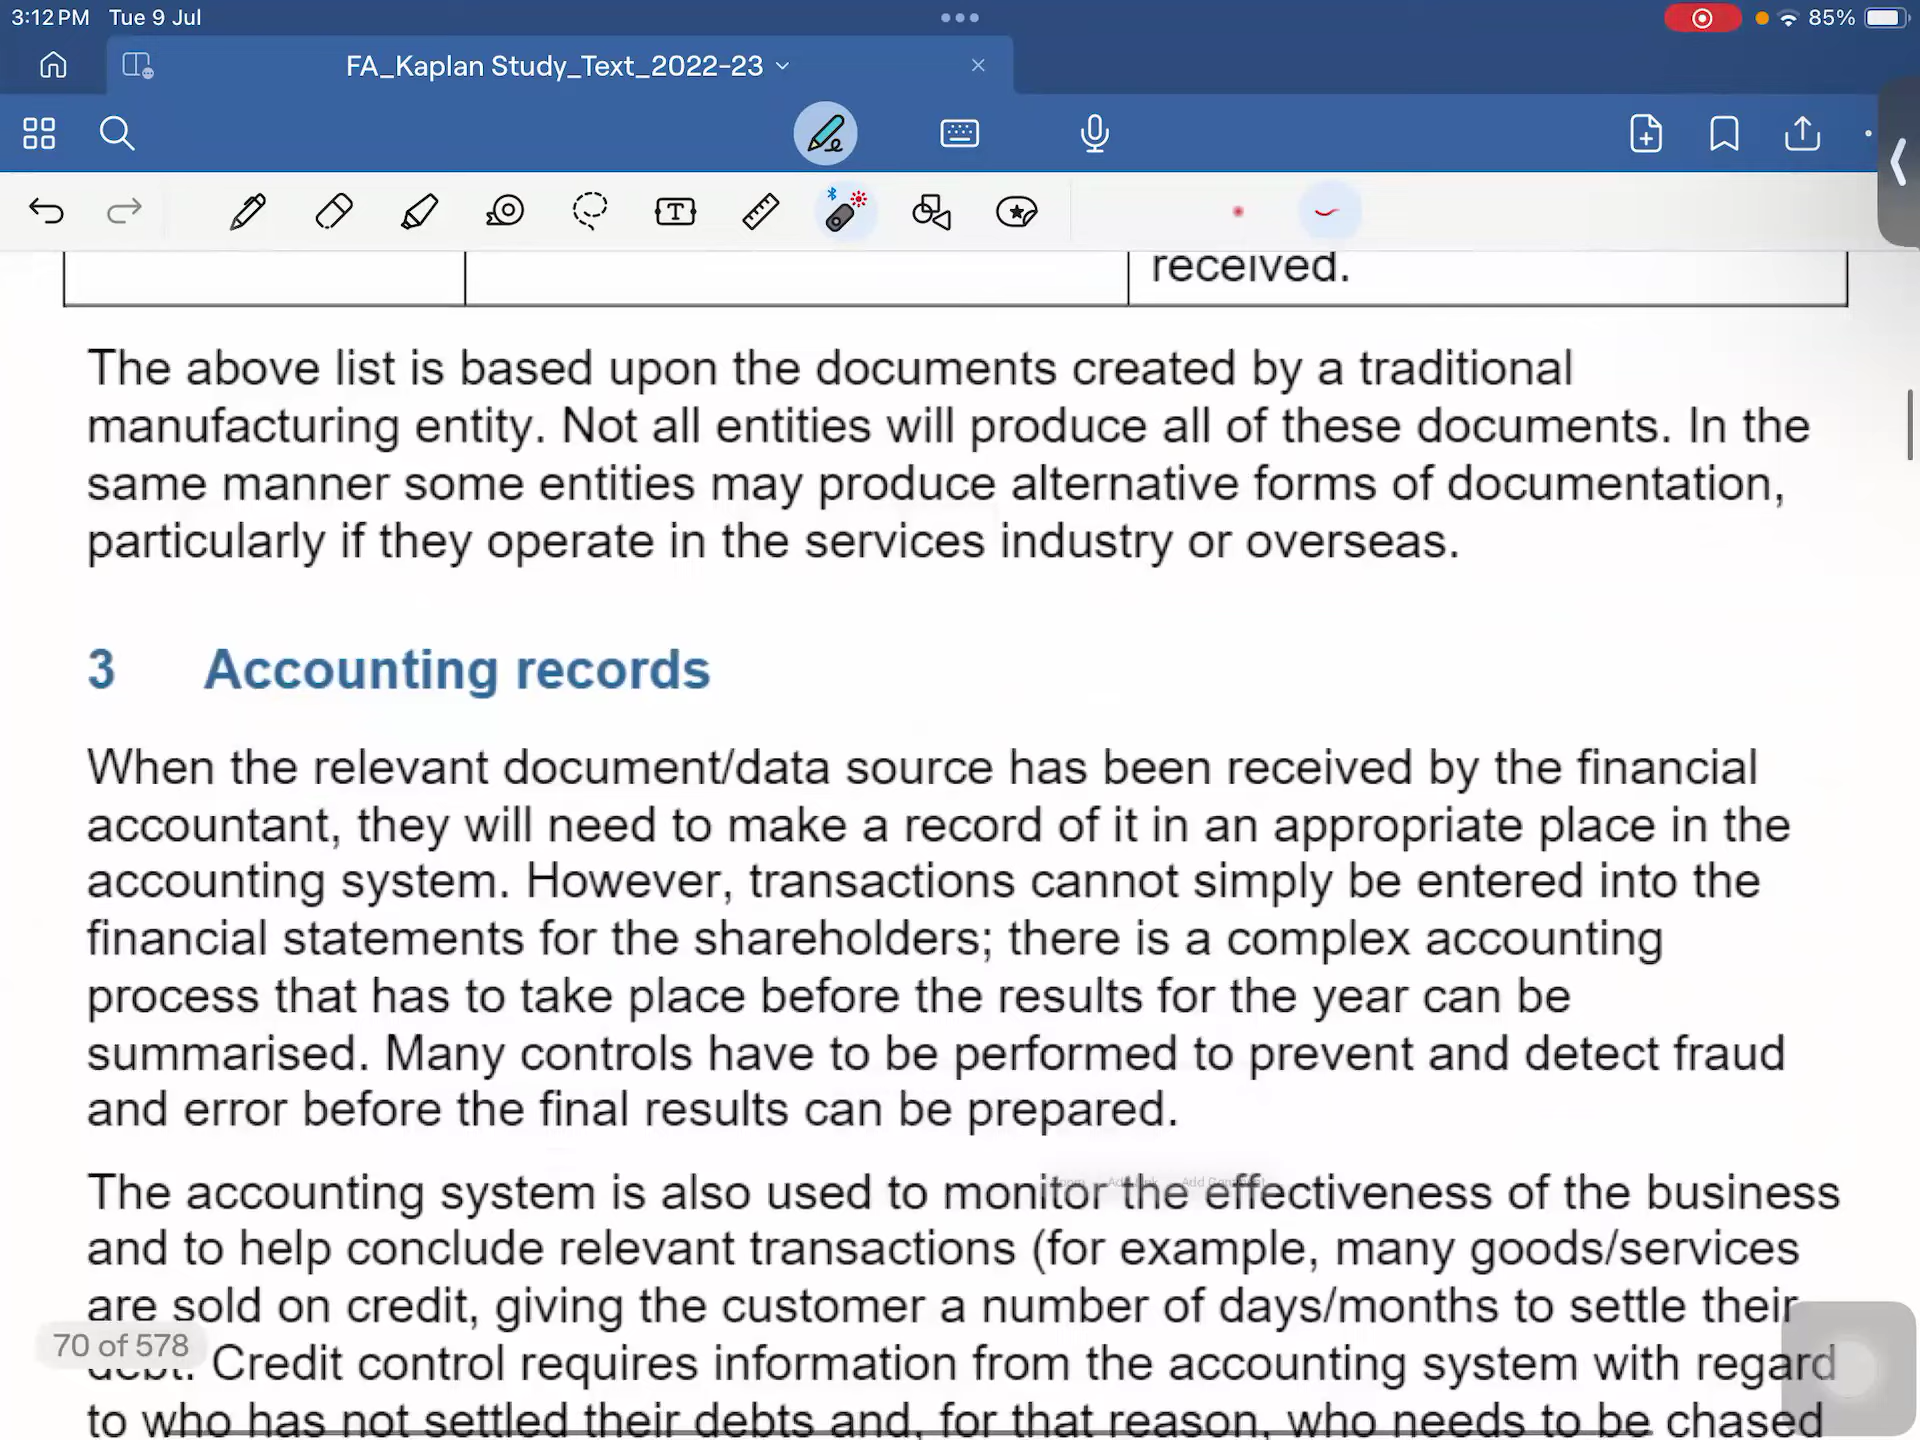 3:12 PM Tue 9 Jul
85%
FA_Kaplan Study_Text_2022-23
received.
The above list is based upon the documents created by a traditional
manufacturing entity. Not all entities will produce all of these documents. In the
same manner some entities may produce alternative forms of documentation,
particularly if they operate in the services industry or overseas.
3 Accounting records
When the relevant document/data source has been received by the financial
accountant, they will need to make a record of it in an appropriate place in the
accounting system. However, transactions cannot simply be entered into the
financial statements for the shareholders; there is a complex accounting
process that has to take place before the results for the year can be
summarised. Many controls have to be performed to prevent and detect fraud
and error before the final results can be prepared.
The accounting system is also used to monitor the effectiveness of the business
and to help conclude relevant transactions (for example, many goods/services
are sold on credit, giving the customer a number of days/months to settle their
debt. Credit control requires information from the accounting system with regard
to who has not settled their debts and, for that reason, who needs to be chased
70 of 578